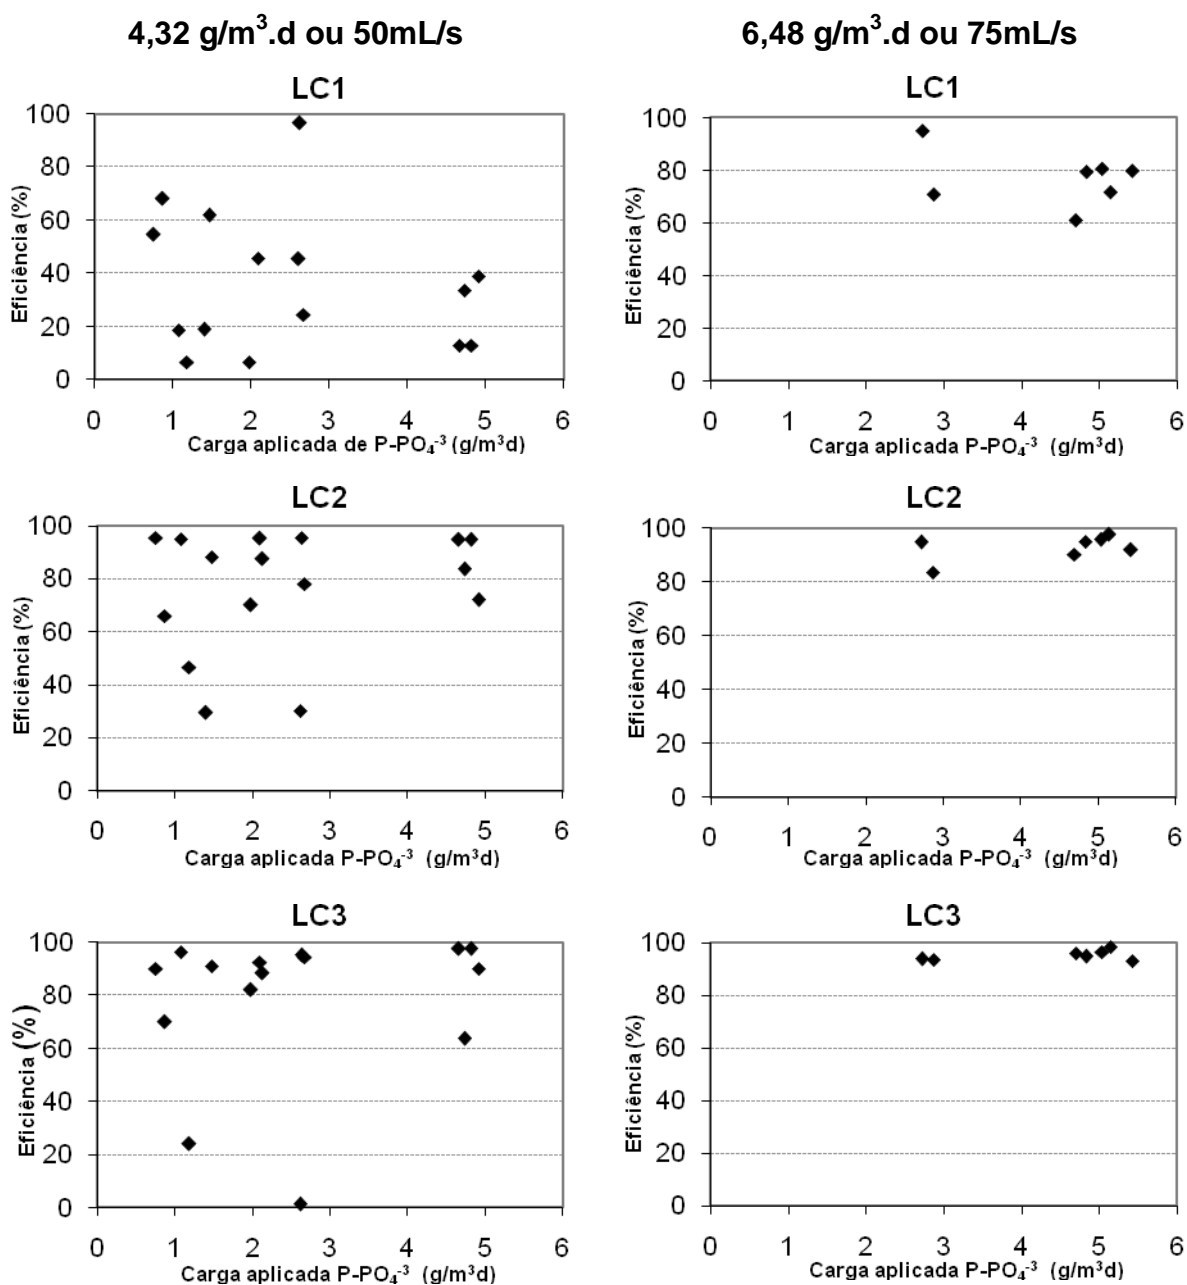 4,32 g/m³.d ou 50mL/s
6,48 g/m³.d ou 75mL/s
LC1
Eficiência (%)
100
80
60
40
20
0
0 1 2 3 4 5 6
Carga aplicada de P-PO₄⁻³ (g/m³d)
LC1
Eficiência (%)
100
80
60
40
20
0
0 1 2 3 4 5 6
Carga aplicada P-PO₄⁻³ (g/m³d)
LC2
Eficiência (%)
100
80
60
40
20
0
0 1 2 3 4 5 6
Carga aplicada P-PO₄⁻³ (g/m³d)
LC2
Eficiência (%)
100
80
60
40
20
0
0 1 2 3 4 5 6
Carga aplicada P-PO₄⁻³ (g/m³d)
LC3
Eficiência (%)
100
80
60
40
20
0
0 1 2 3 4 5 6
Carga aplicada P-PO₄⁻³ (g/m³d)
LC3
Eficiência (%)
100
80
60
40
20
0
0 1 2 3 4 5 6
Carga aplicada P-PO₄⁻³ (g/m³d)